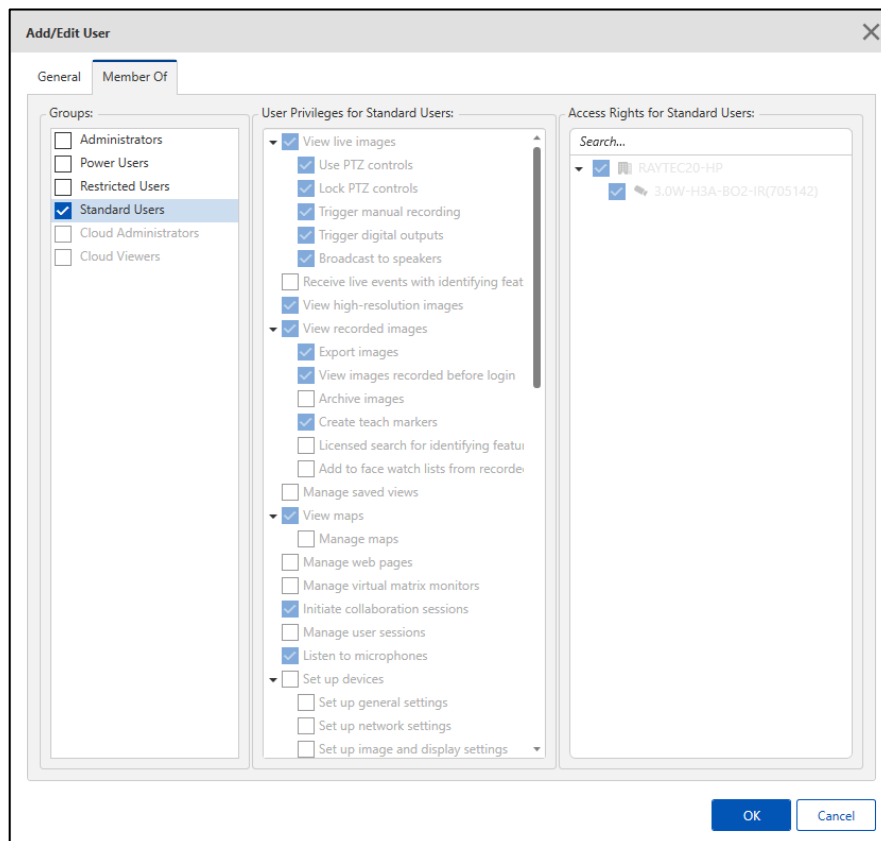 Add/Edit User
General
Member Of
Groups:
Administrators
Power Users
Restricted Users
Standard Users
Cloud Administrators
Cloud Viewers
User Privileges for Standard Users:
View live images
Use PTZ controls
Lock PTZ controls
Trigger manual recording
Trigger digital outputs
Broadcast to speakers
Receive live events with identifying feat
View high-resolution images
View recorded images
Export images
View images recorded before login
Archive images
Create teach markers
Licensed search for identifying featu
Add to face watch lists from recorde
Manage saved views
View maps
Manage maps
Manage web pages
Manage virtual matrix monitors
Initiate collaboration sessions
Manage user sessions
Listen to microphones
Set up devices
Set up general settings
Set up network settings
Set up image and display settings
Access Rights for Standard Users:
Search...
RAYTEC20-HP
3.0W-H3A-BO2-IR(705142)
OK
Cancel